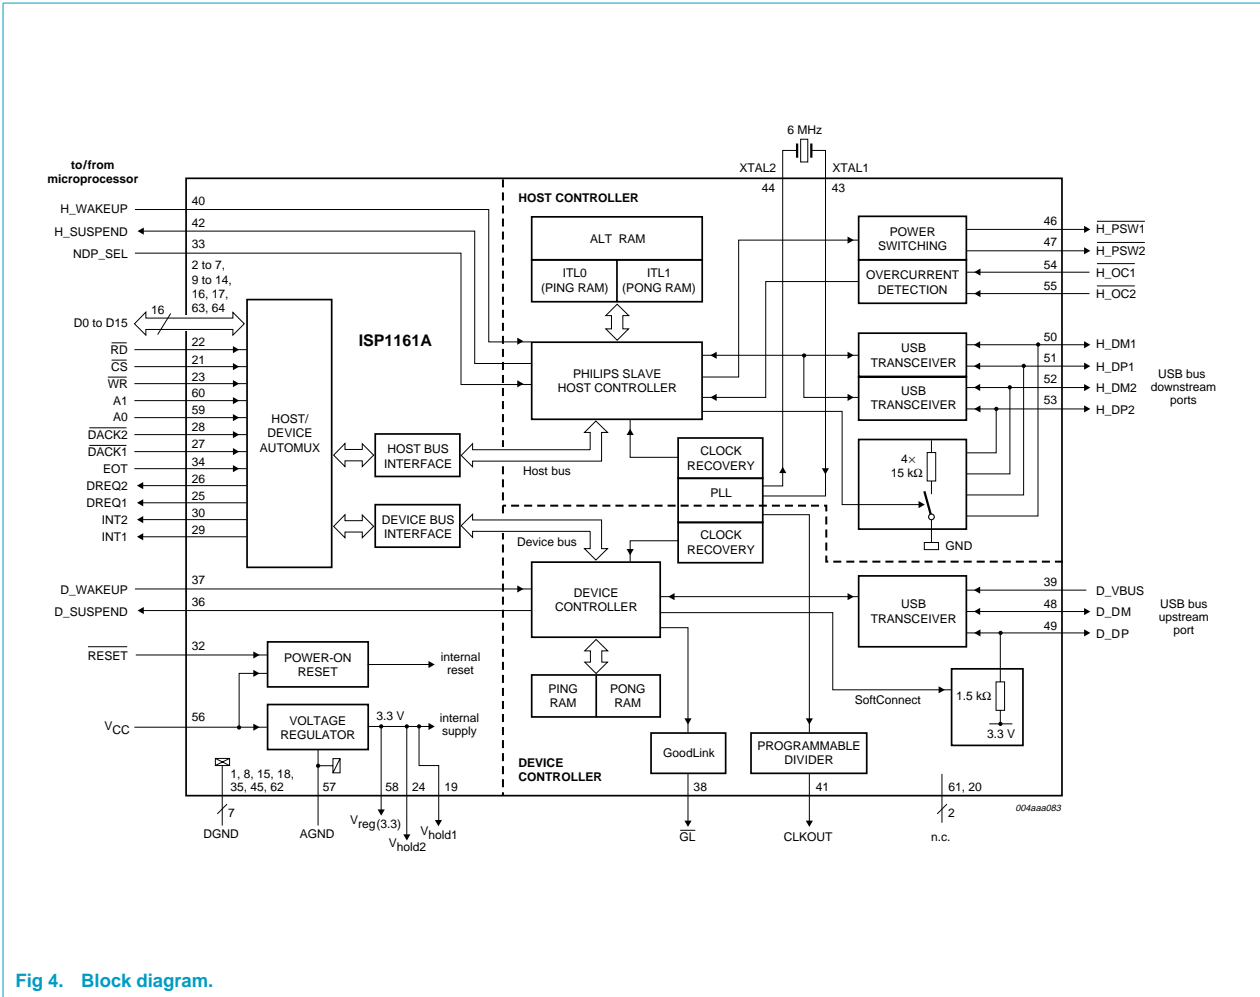 6 MHz
to/from
microprocessor
XTAL2
XTAL1
44
43
H_WAKEUP
40
HOST CONTROLLER
H_SUSPEND
42
NDP_SEL
33
2 to 7,
9 to 14,
16, 17,
63, 64
D0 to D15
16
ISP1161A
RD
22
CS
21
WR
23
A1
60
A0
59
DACK2
28
DACK1
27
EOT
34
DREQ2
26
DREQ1
25
INT2
30
INT1
29
HOST/
DEVICE
AUTOMUX
HOST BUS
INTERFACE
Host bus
DEVICE BUS
INTERFACE
Device bus
ALT RAM
ITL0
(PING RAM)
ITL1
(PONG RAM)
PHILIPS SLAVE
HOST CONTROLLER
CLOCK
RECOVERY
PLL
CLOCK
RECOVERY
POWER
SWITCHING
OVERCURRENT
DETECTION
46
H_PSW1
47
H_PSW2
54
H_OC1
55
H_OC2
USB
TRANSCEIVER
USB
TRANSCEIVER
50
H_DM1
51
H_DP1
52
H_DM2
53
H_DP2
USB bus
downstream
ports
4×
15 kΩ
GND
D_WAKEUP
37
D_SUSPEND
36
DEVICE
CONTROLLER
USB
TRANSCEIVER
39
D_VBUS
48
D_DM
49
D_DP
USB bus
upstream
port
RESET
32
POWER-ON
RESET
internal
reset
PING
RAM
PONG
RAM
SoftConnect
1.5 kΩ
3.3 V
VCC
56
VOLTAGE
REGULATOR
3.3 V
internal
supply
GoodLink
PROGRAMMABLE
DIVIDER
DEVICE
CONTROLLER
1, 8, 15, 18,
35, 45, 62
57
58
24
19
38
41
61, 20
004aaa083
7
2
DGND
AGND
Vreg(3.3)
Vhold2
Vhold1
GL
CLKOUT
n.c.
Fig 4. Block diagram.